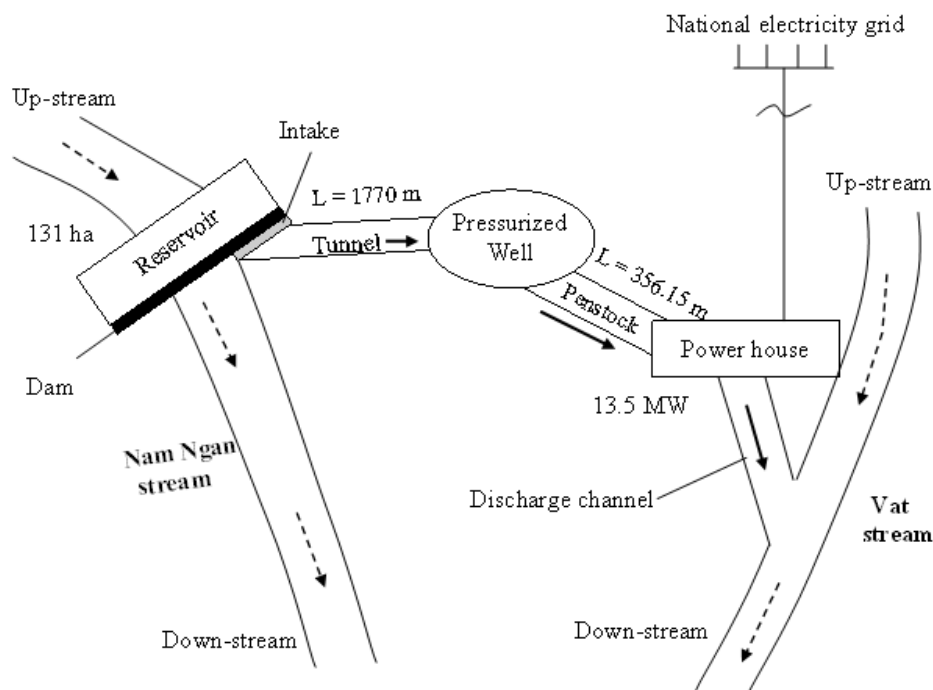 National electricity grid
Up-stream
Intake
Up-stream
L = 1770 m
131 ha
Reservoir
Tunnel
Pressurized
Well
L = 356.15 m
Penstock
Power house
Dam
13.5 MW
Nam Ngan
stream
Discharge channel
Vat
stream
Down-stream
Down-stream